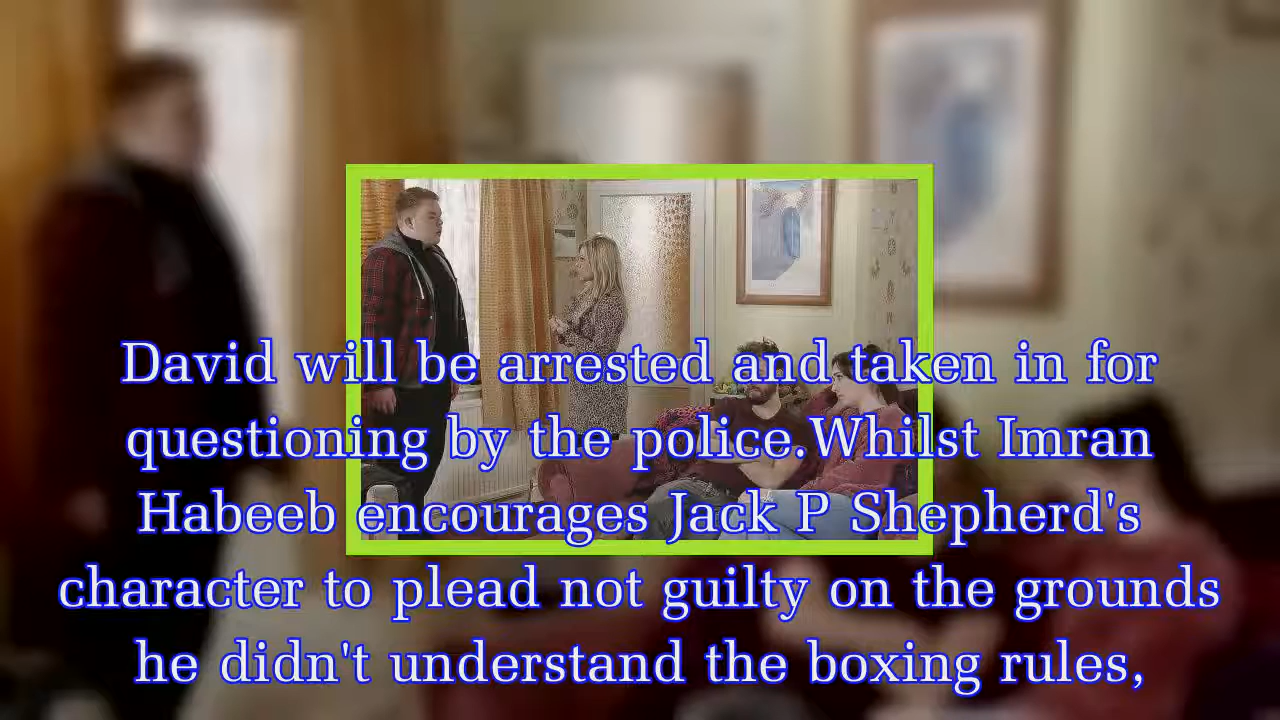 David will be arrested and taken in for
questioning by the police.Whilst Imran
Habeeb encourages Jack P Shepherd's
character to plead not guilty on the grounds
he didn't understand the boxing rules,